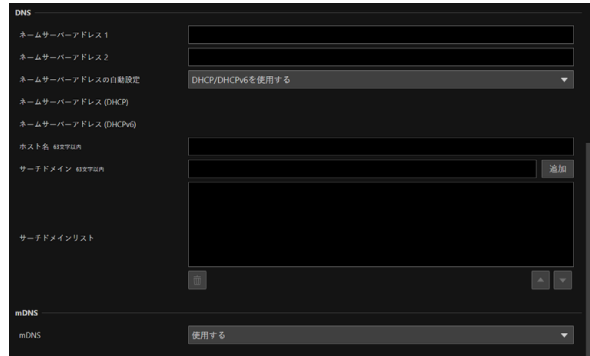 DNS
ネームサーバーアドレス 1
ネームサーバーアドレス 2
ネームサーバーアドレスの自動設定 DHCP/DHCPv6を使用する
ネームサーバーアドレス (DHCP)
ネームサーバーアドレス (DHCPv6)
ホスト名 63文字以内
サーチドメイン 63文字以内 追加
サーチドメインリスト
mDNS
mDNS 使用する